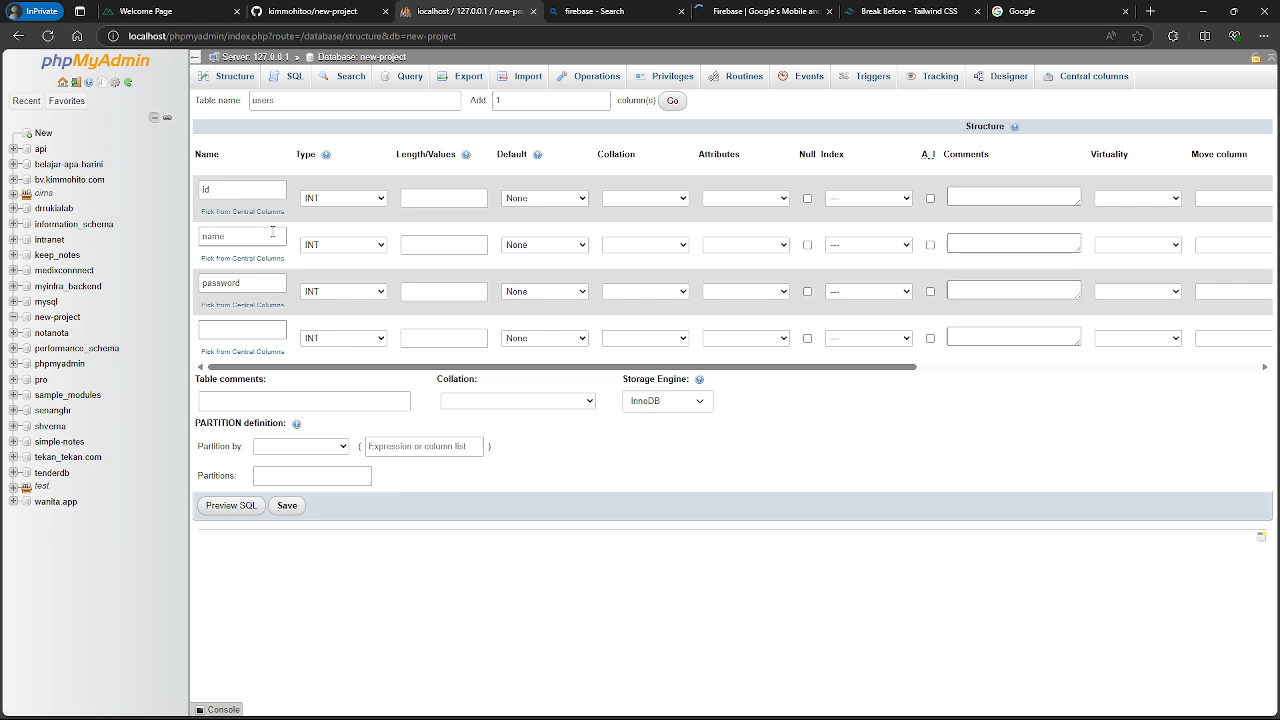 InPrivate
Welcome Page
kimmohitoo/new-project
localhost / 127.0.0.1 / new-pro
firebase - Search
Firebase | Google's Mobile and
Break Before - Tailwind CSS
Google
localhost/phpmyadmin/index.php?route=/database/structure&db=new-project
phpMyAdmin
Server: 127.0.0.1 » Database: new-project
Structure SQL Search Query Export Import Operations Privileges Routines Events Triggers Tracking Designer Central columns
Recent Favorites
Table name: users Add 1 column(s) Go
Structure
New
api
belajar-apa-harini
bv.kimmohito.com
cims
drrukialab
information_schema
intranet
keep_notes
medixconnnect
myinfra_backend
mysql
new-project
notanota
performance_schema
phpmyadmin
pro
sample_modules
senanghr
shvema
simple-notes
tekan_tekan.com
tenderdb
test
wanita.app
Name Type Length/Values Default Collation Attributes Null Index A_I Comments Virtuality Move column
id INT None ---
Pick from Central Columns
name INT None ---
Pick from Central Columns
password INT None ---
Pick from Central Columns
INT None ---
Pick from Central Columns
Table comments: Collation: Storage Engine:
InnoDB
PARTITION definition:
Partition by: ( Expression or column list )
Partitions:
Preview SQL Save
Console